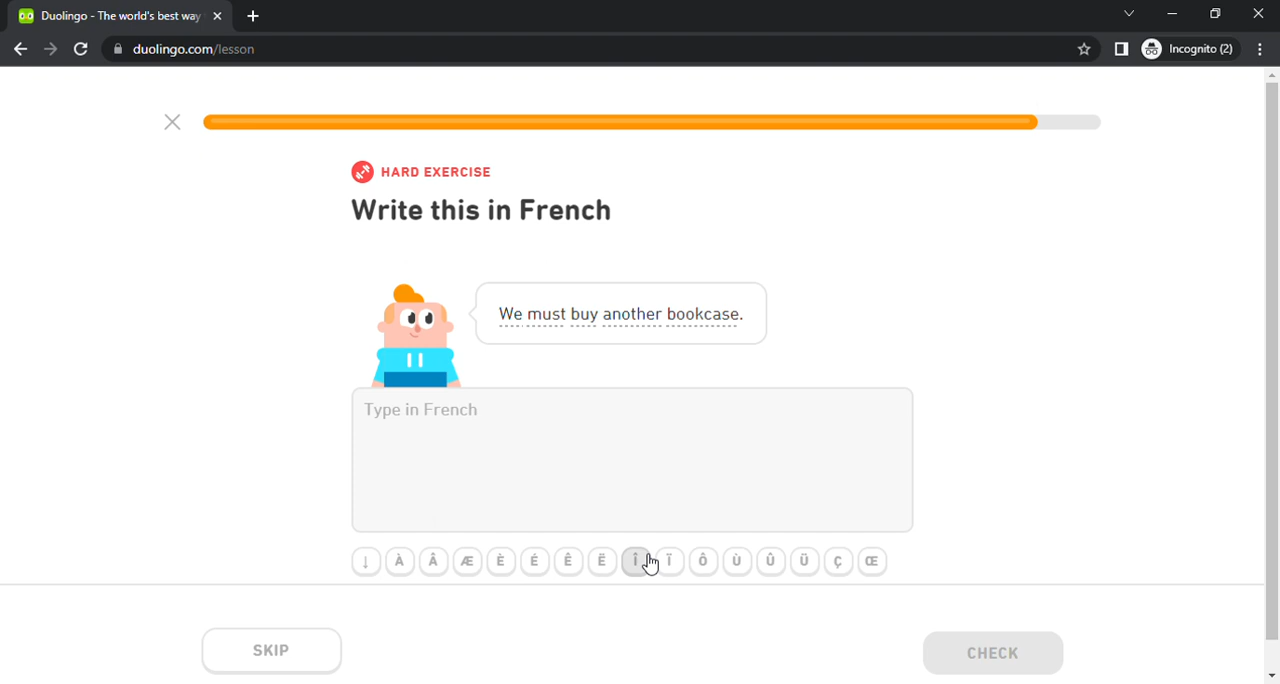 Duolingo - The world's best way
duolingo.com/lesson
Incognito (2)
HARD EXERCISE
Write this in French
We must buy another bookcase.
Type in French
↓ À Â Æ È É Ê Ë Î Ï Ô Ù Û Ü Ç Œ
SKIP
CHECK